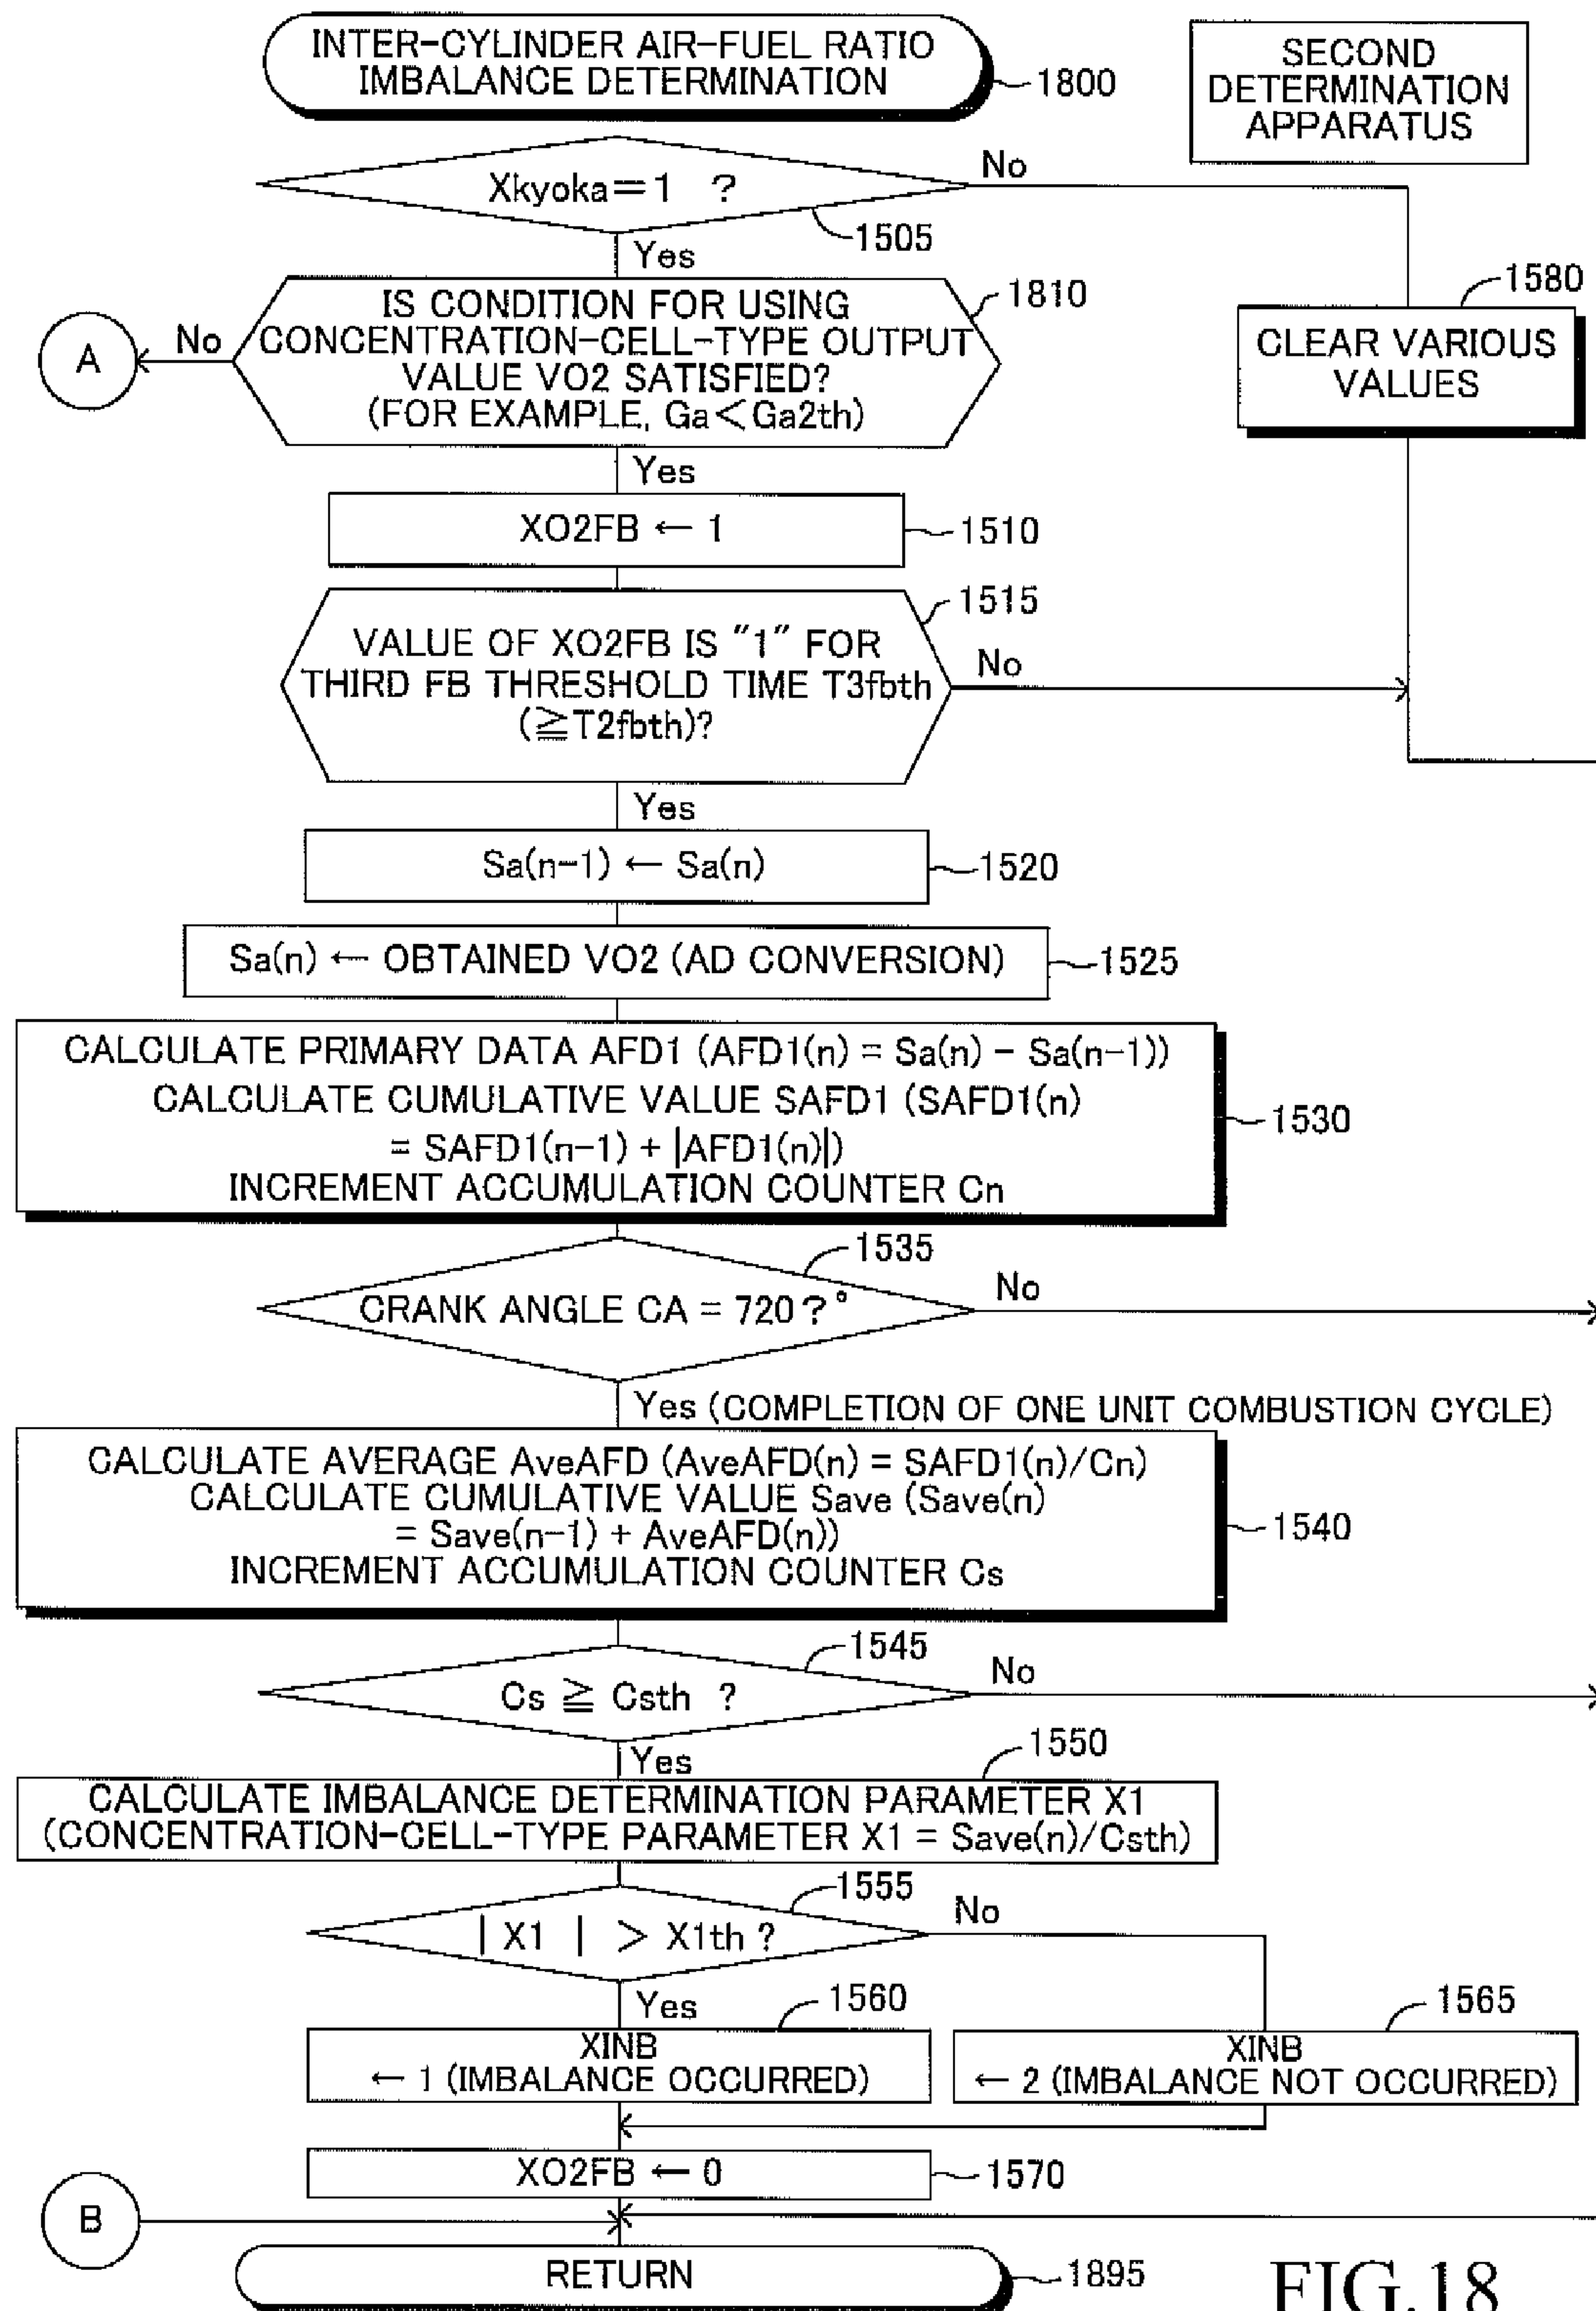 INTER-CYLINDER AIR-FUEL RATIO
IMBALANCE DETERMINATION
1800
SECOND
DETERMINATION
APPARATUS
Xkyoka=1 ?
No
1505
Yes
IS CONDITION FOR USING
CONCENTRATION-CELL-TYPE OUTPUT
VALUE VO2 SATISFIED?
(FOR EXAMPLE, Ga<Ga2th)
1810
No
A
1580
CLEAR VARIOUS
VALUES
Yes
XO2FB ← 1
1510
1515
VALUE OF XO2FB IS "1" FOR
THIRD FB THRESHOLD TIME T3fbth
(≧T2fbth)?
No
Yes
Sa(n-1) ← Sa(n)
1520
Sa(n) ← OBTAINED VO2 (AD CONVERSION)
1525
CALCULATE PRIMARY DATA AFD1 (AFD1(n) = Sa(n) - Sa(n-1))
CALCULATE CUMULATIVE VALUE SAFD1 (SAFD1(n)
= SAFD1(n-1) + |AFD1(n)|)
INCREMENT ACCUMULATION COUNTER Cn
1530
1535
CRANK ANGLE CA = 720?°
No
Yes (COMPLETION OF ONE UNIT COMBUSTION CYCLE)
CALCULATE AVERAGE AveAFD (AveAFD(n) = SAFD1(n)/Cn)
CALCULATE CUMULATIVE VALUE Save (Save(n)
= Save(n-1) + AveAFD(n))
INCREMENT ACCUMULATION COUNTER Cs
1540
1545
Cs ≧ Csth ?
No
Yes
1550
CALCULATE IMBALANCE DETERMINATION PARAMETER X1
(CONCENTRATION-CELL-TYPE PARAMETER X1 = Save(n)/Csth)
1555
| X1 | > X1th ?
No
Yes
1560
XINB
← 1 (IMBALANCE OCCURRED)
1565
XINB
← 2 (IMBALANCE NOT OCCURRED)
XO2FB ← 0
1570
B
RETURN
1895
FIG.18